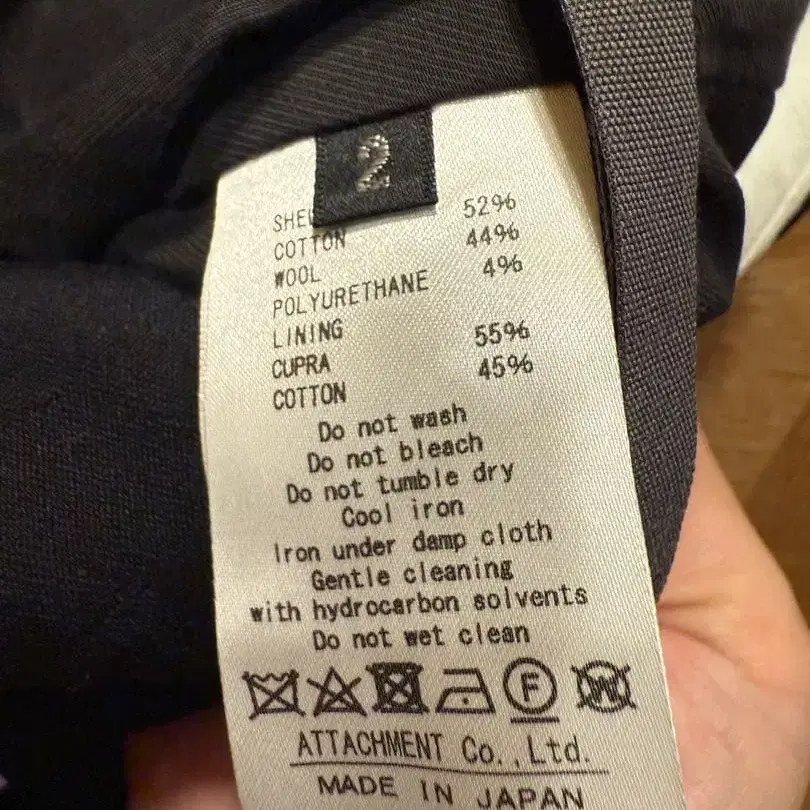 2
SHE
COTTON 52%
WOOL 44%
POLYURETHANE 4%
LINING
CUPRA 55%
COTTON 45%
Do not wash
Do not bleach
Do not tumble dry
Cool iron
Iron under damp cloth
Gentle cleaning
with hydrocarbon solvents
Do not wet clean
F W
ATTACHMENT Co.,Ltd.
MADE IN JAPAN